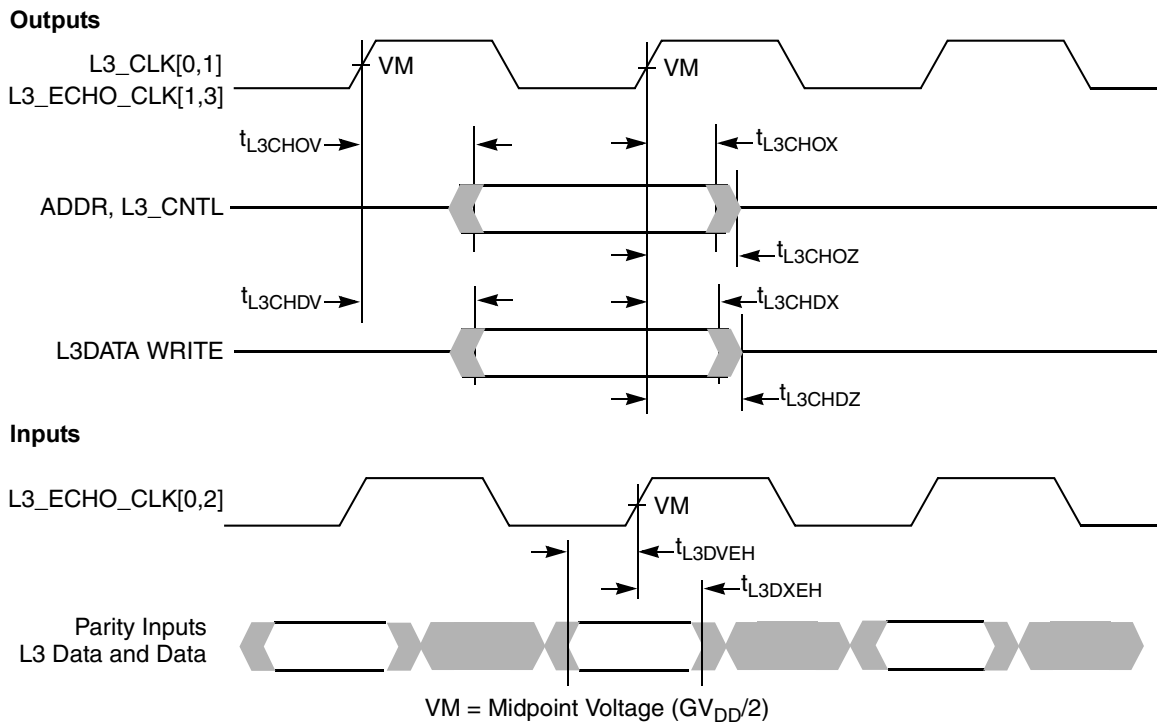 Outputs
L3_CLK[0,1]
VM
VM
L3_ECHO_CLK[1,3]
tL3CHOV
tL3CHOX
ADDR, L3_CNTL
tL3CHOZ
tL3CHDV
tL3CHDX
L3DATA WRITE
tL3CHDZ
Inputs
L3_ECHO_CLK[0,2]
VM
tL3DVEH
tL3DXEH
Parity Inputs
L3 Data and Data
VM = Midpoint Voltage (GVDD/2)